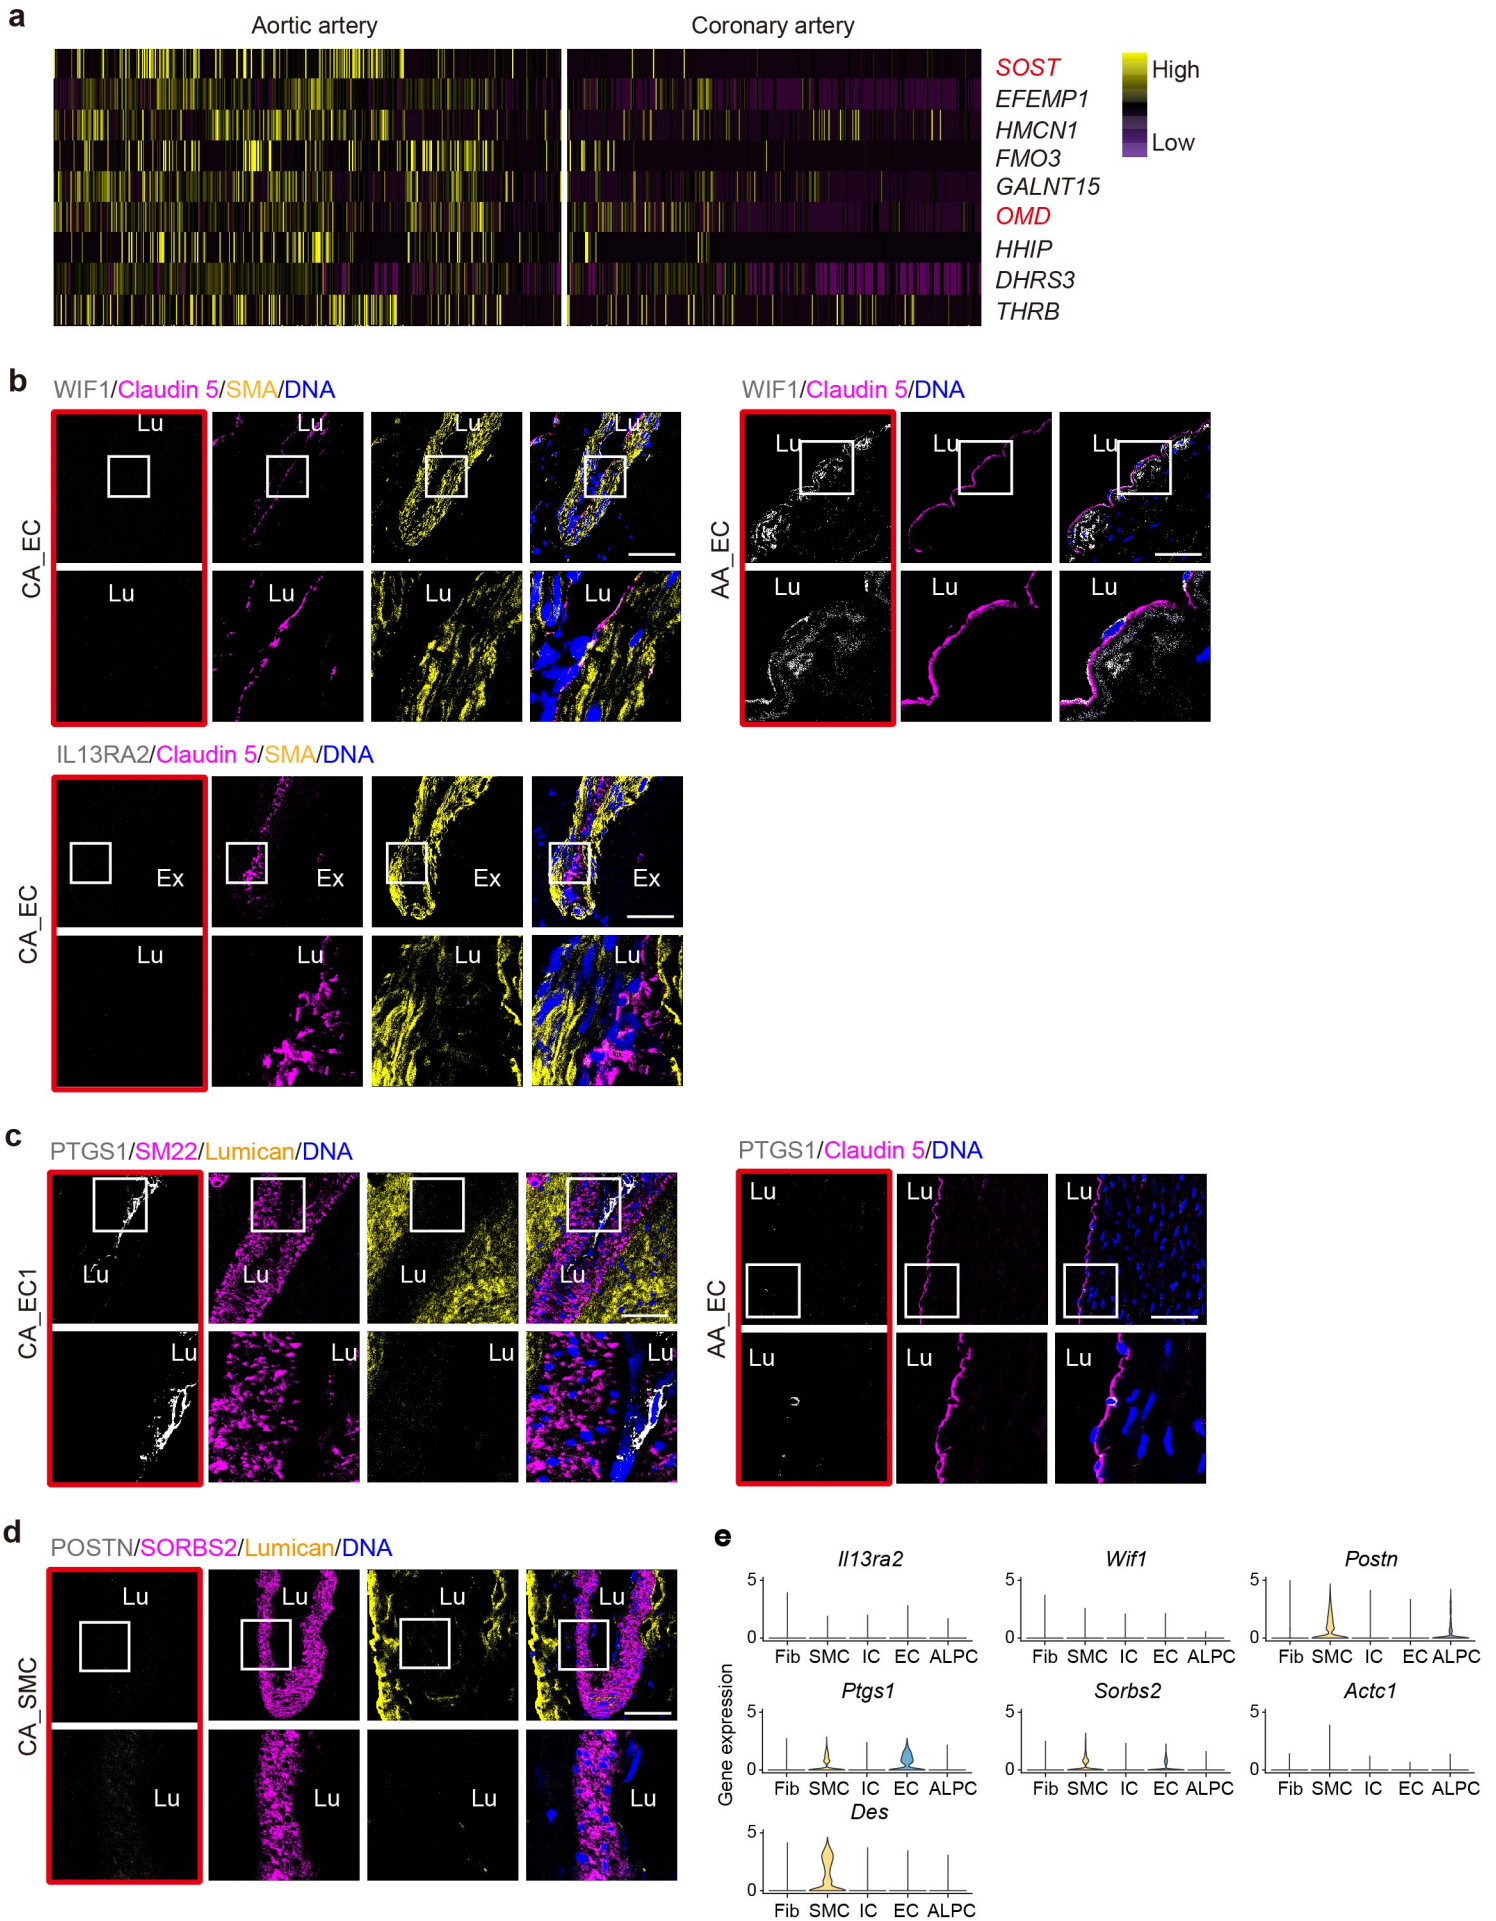 a
Aortic artery Coronary artery
SOST
EFEMP1
HMCN1
FMO3
GALNT15
OMD
HHIP
DHRS3
THRB
High
Low
b
WIF1/Claudin 5/SMA/DNA
CA_EC
Lu Lu Lu Lu
Lu Lu Lu Lu
WIF1/Claudin 5/DNA
AA_EC
Lu Lu Lu
Lu Lu Lu
IL13RA2/Claudin 5/SMA/DNA
CA_EC
Ex Ex Ex Ex
Lu Lu Lu Lu
c
PTGS1/SM22/Lumican/DNA
CA_EC1
Lu Lu Lu Lu
Lu Lu Lu Lu
PTGS1/Claudin 5/DNA
AA_EC
Lu Lu Lu
Lu Lu Lu
d
POSTN/SORBS2/Lumican/DNA
CA_SMC
Lu Lu Lu Lu
Lu Lu Lu Lu
e
Gene expression
Il13ra2
5
0
Fib SMC IC EC ALPC
Wif1
5
0
Fib SMC IC EC ALPC
Postn
5
0
Fib SMC IC EC ALPC
Ptgs1
5
0
Fib SMC IC EC ALPC
Sorbs2
5
0
Fib SMC IC EC ALPC
Actc1
5
0
Fib SMC IC EC ALPC
Des
5
0
Fib SMC IC EC ALPC